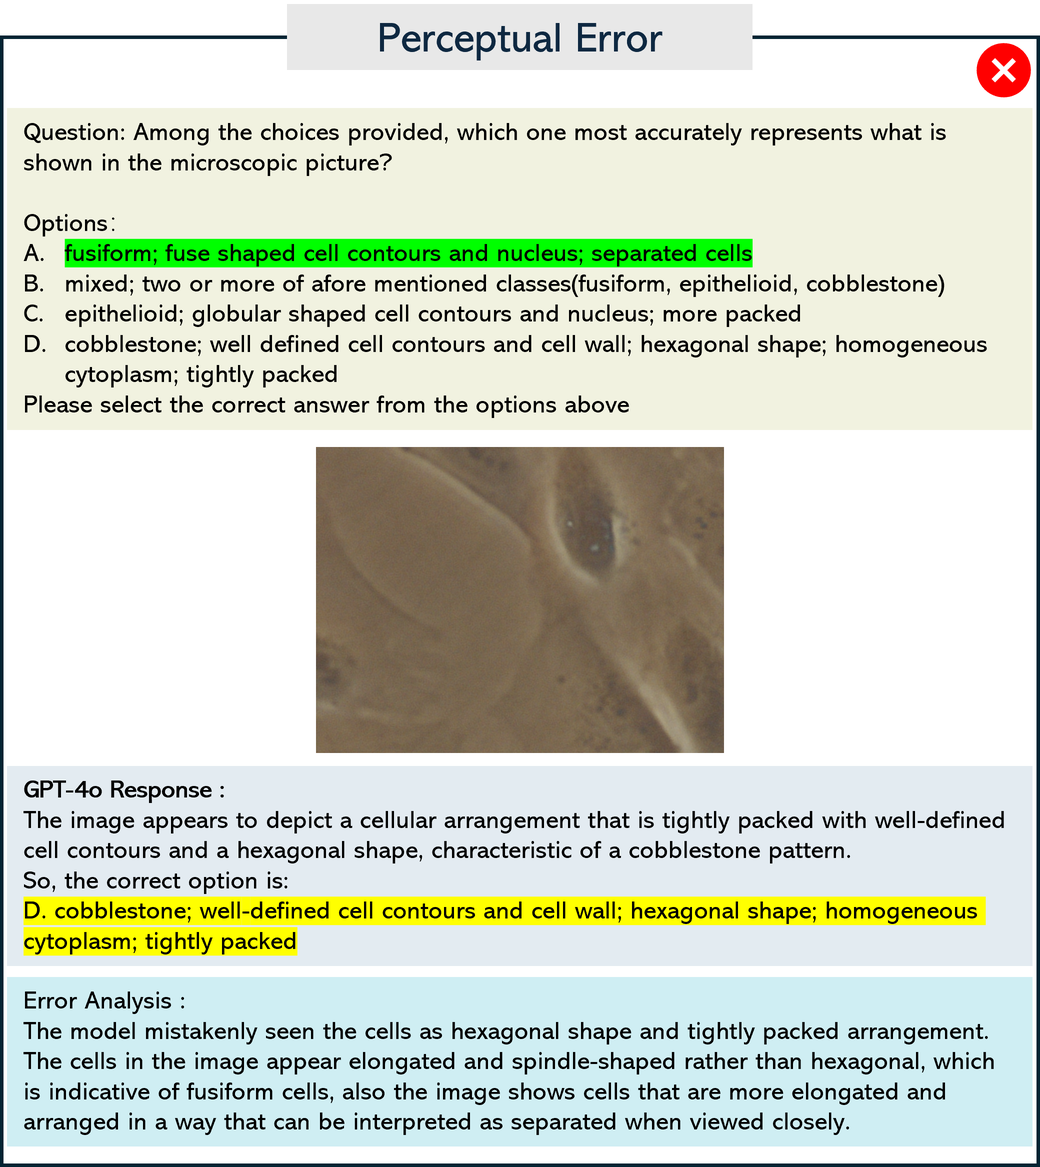 Perceptual Error
Question: Among the choices provided, which one most accurately represents what is
shown in the microscopic picture?
Options:
A. fusiform; fuse shaped cell contours and nucleus; separated cells
B. mixed; two or more of afore mentioned classes(fusiform, epithelioid, cobblestone)
C. epithelioid; globular shaped cell contours and nucleus; more packed
D. cobblestone; well defined cell contours and cell wall; hexagonal shape; homogeneous
cytoplasm; tightly packed
Please select the correct answer from the options above
GPT-4o Response :
The image appears to depict a cellular arrangement that is tightly packed with well-defined
cell contours and a hexagonal shape, characteristic of a cobblestone pattern.
So, the correct option is:
D. cobblestone; well-defined cell contours and cell wall; hexagonal shape; homogeneous
cytoplasm; tightly packed
Error Analysis :
The model mistakenly seen the cells as hexagonal shape and tightly packed arrangement.
The cells in the image appear elongated and spindle-shaped rather than hexagonal, which
is indicative of fusiform cells, also the image shows cells that are more elongated and
arranged in a way that can be interpreted as separated when viewed closely.